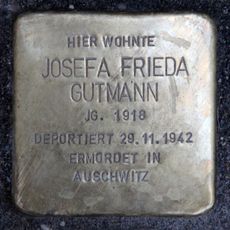 HIER WOHNTE
JOSEFA FRIEDA
GUTMANN
JG. 1918
DEPORTIERT 29.11.1942
ERMORDET IN
AUSCHWITZ